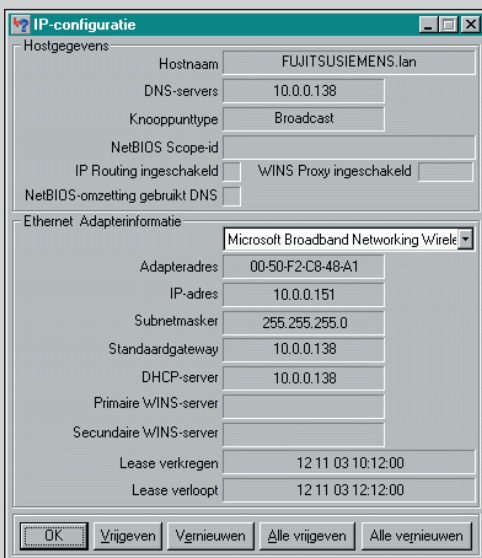 IP-configuratie
Hostgegevens
Hostnaam FUJITSUSIEMENS.lan
DNS-servers 10.0.0.138
Knooppunttype Broadcast
NetBIOS Scope-id
IP Routing ingeschakeld WINS Proxy ingeschakeld
NetBIOS-omzetting gebruikt DNS
Ethernet Adapterinformatie
Microsoft Broadband Networking Wirele
Adapteradres 00-50-F2-C8-48-A1
IP-adres 10.0.0.151
Subnetmasker 255.255.255.0
Standaardgateway 10.0.0.138
DHCP-server 10.0.0.138
Primaire WINS-server
Secundaire WINS-server
Lease verkregen 12 11 03 10:12:00
Lease verloopt 12 11 03 12:12:00
OK Vrijgeven Vernieuwen Alle vrijgeven Alle vernieuwen